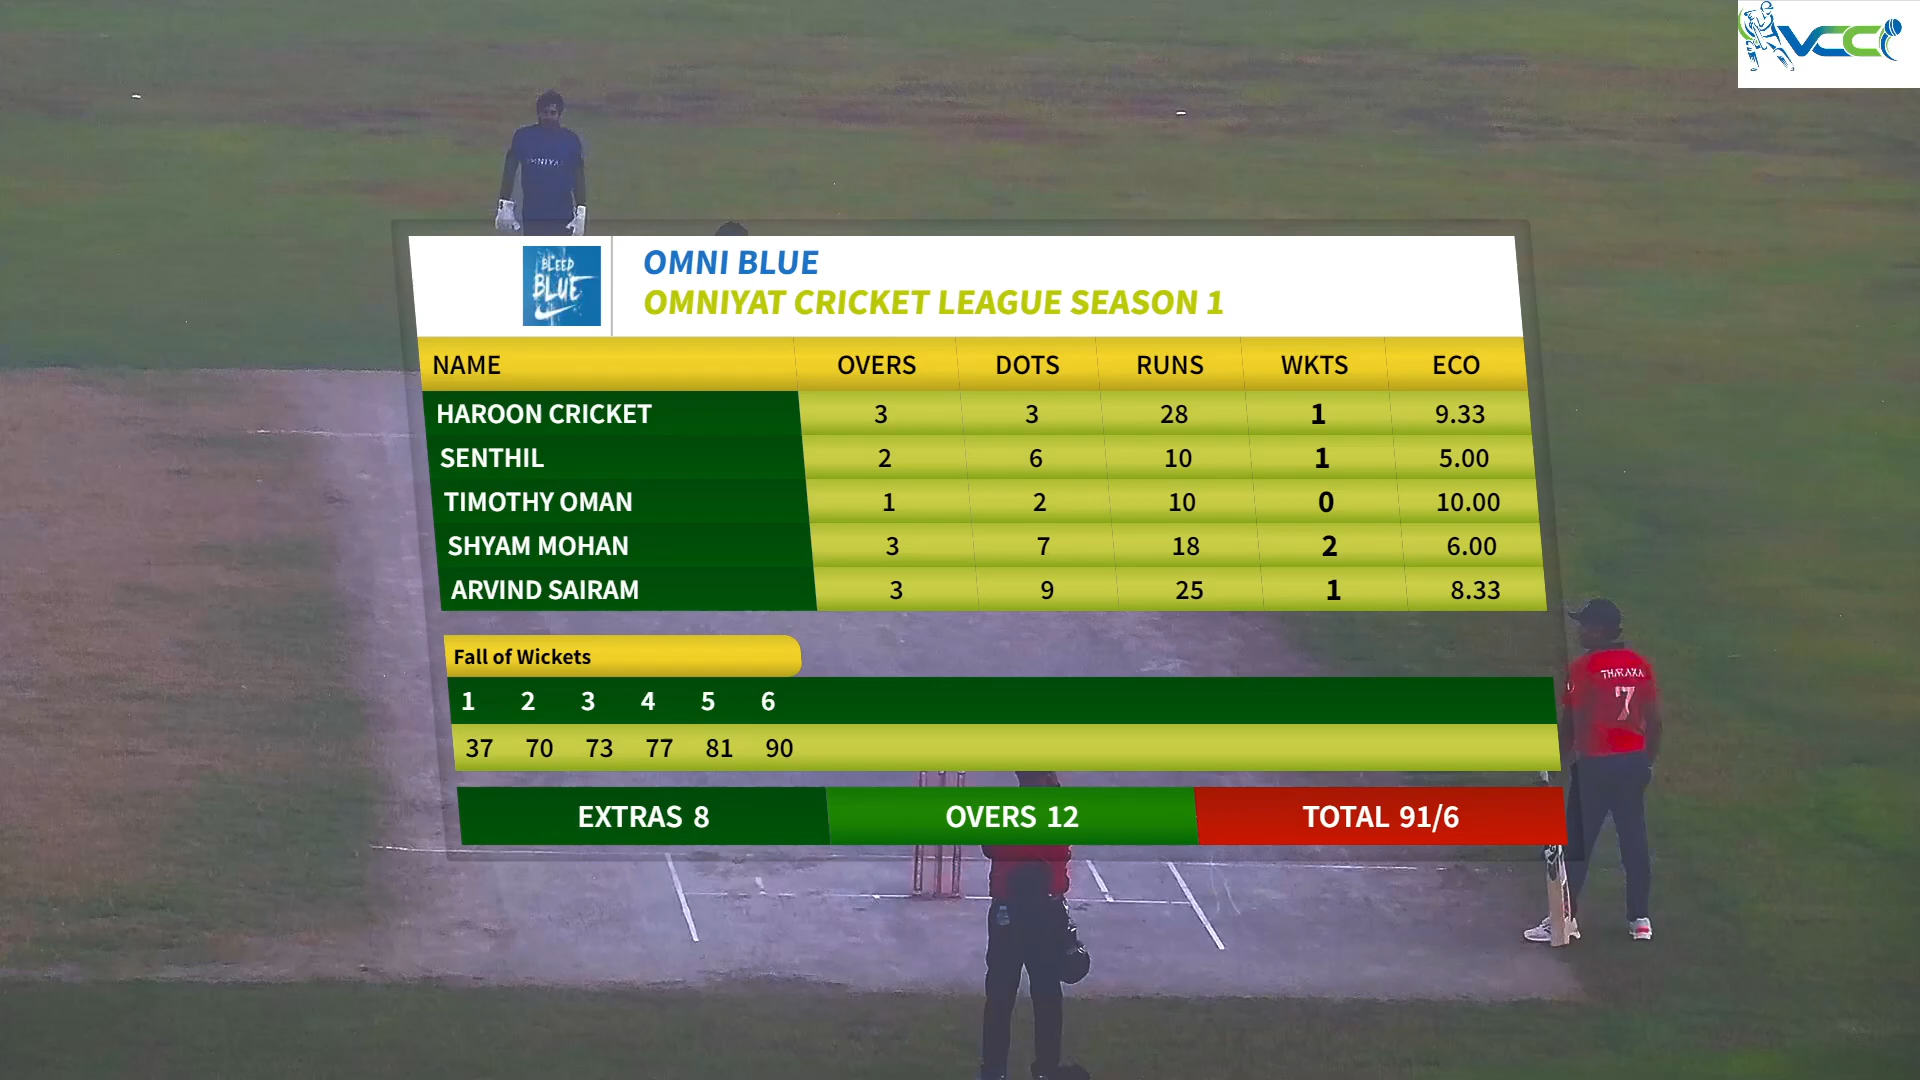 VCC
OMNIYAT
BLEED
BLUE
OMNI BLUE
OMNIYAT CRICKET LEAGUE SEASON 1
NAME OVERS DOTS RUNS WKTS ECO
HAROON CRICKET 3 3 28 1 9.33
SENTHIL 2 6 10 1 5.00
TIMOTHY OMAN 1 2 10 0 10.00
SHYAM MOHAN 3 7 18 2 6.00
ARVIND SAIRAM 3 9 25 1 8.33
Fall of Wickets
1 2 3 4 5 6
37 70 73 77 81 90
THARAKA
7
EXTRAS 8 OVERS 12 TOTAL 91/6